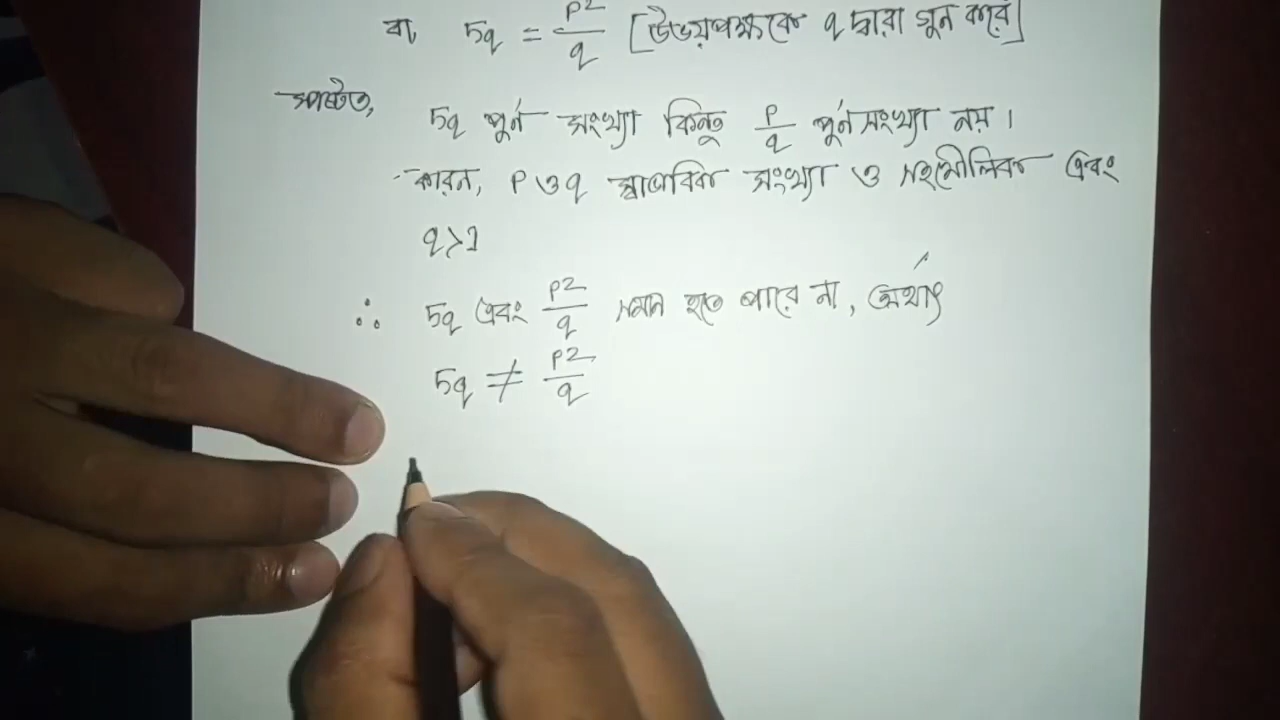 বা, 5q = p²/q [উভয়পক্ষকে q দ্বারা গুন করে]
স্পষ্টত,
5q পুর্ন সংখ্যা কিন্তু p/q পুর্নসংখ্যা নয়।
কারন, p ও q স্বাভাবিক সংখ্যা ও সহমৌলিক এবং
q>1
∴ 5q এবং p²/q সমান হতে পারে না, অর্থাৎ
5q ≠ p²/q